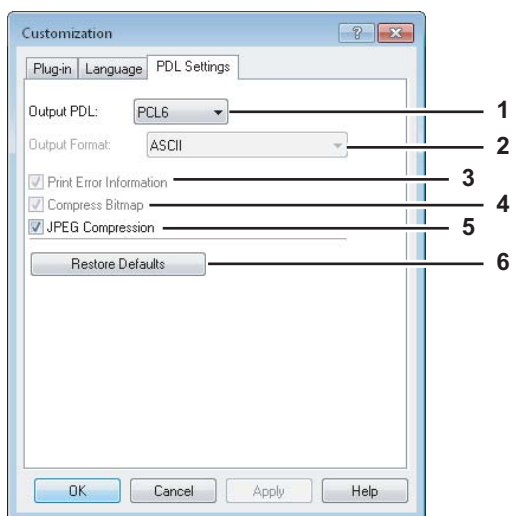 Customization
Plug-in Language PDL Settings
Output PDL: PCL6 1
Output Format: ASCII 2
Print Error Information 3
Compress Bitmap 4
JPEG Compression 5
Restore Defaults 6
OK Cancel Apply Help